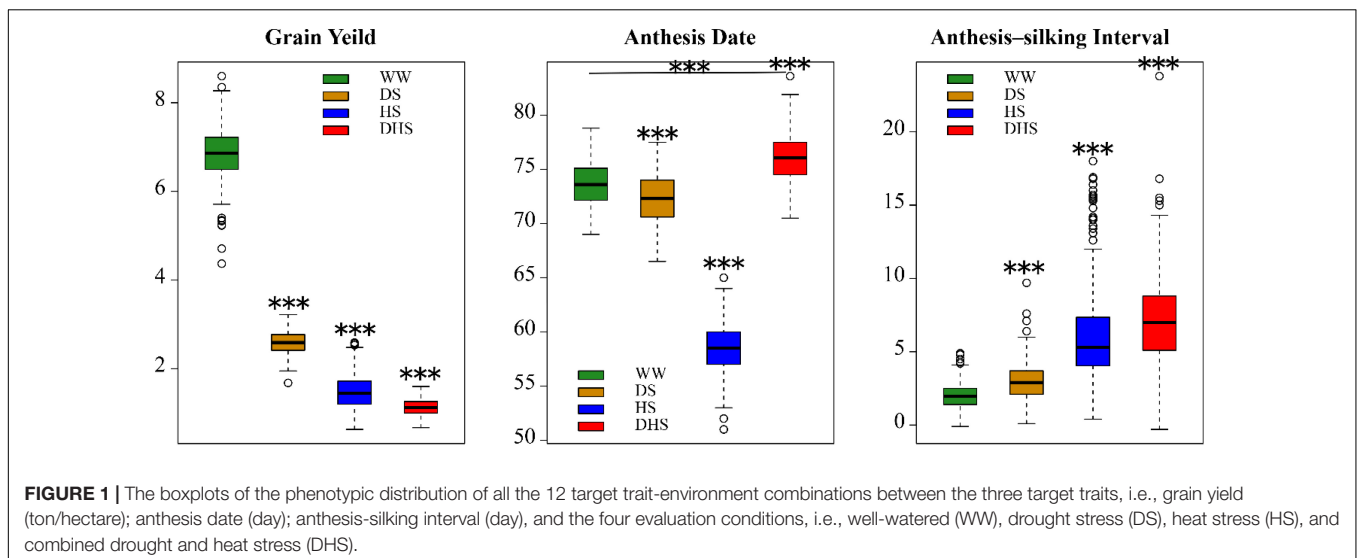 Grain Yeild
Anthesis Date
Anthesis–silking Interval
WW
DS
HS
DHS
8
6
4
2
***
***
***
WW
DS
HS
DHS
80
75
70
65
60
55
50
***
***
***
***
WW
DS
HS
DHS
20
15
10
5
0
***
***
***
FIGURE 1 | The boxplots of the phenotypic distribution of all the 12 target trait-environment combinations between the three target traits, i.e., grain yield
(ton/hectare); anthesis date (day); anthesis-silking interval (day), and the four evaluation conditions, i.e., well-watered (WW), drought stress (DS), heat stress (HS), and
combined drought and heat stress (DHS).